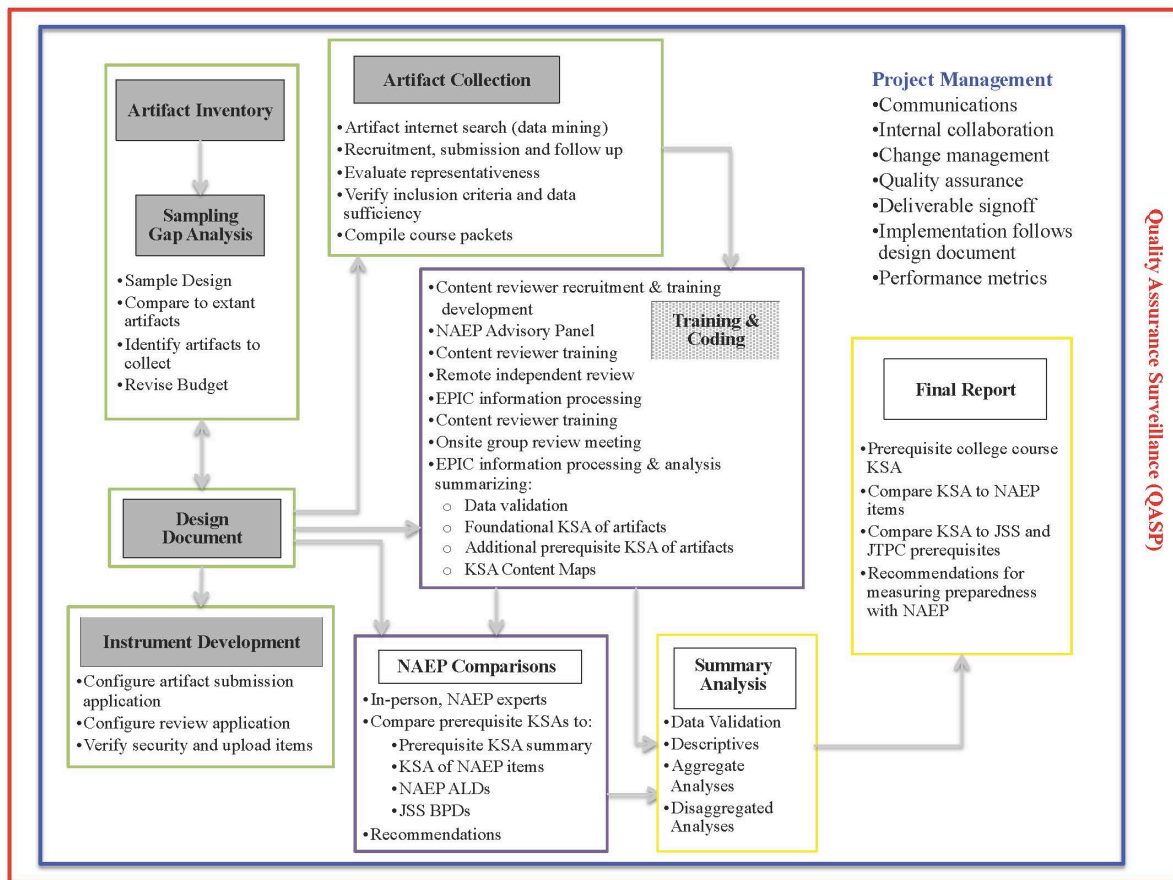 Artifact Inventory
Sampling
Gap Analysis
•Sample Design
•Compare to extant
artifacts
•Identify artifacts to
collect
•Revise Budget
Artifact Collection
•Artifact internet search (data mining)
•Recruitment, submission and follow up
•Evaluate representativeness
•Verify inclusion criteria and data
sufficiency
•Compile course packets
Project Management
•Communications
•Internal collaboration
•Change management
•Quality assurance
•Deliverable signoff
•Implementation follows
design document
•Performance metrics
Quality Assurance Surveillance (QASP)
•Content reviewer recruitment & training
development
•NAEP Advisory Panel
•Content reviewer training
•Remote independent review
•EPIC information processing
•Content reviewer training
•Onsite group review meeting
•EPIC information processing & analysis
summarizing:
o Data validation
o Foundational KSA of artifacts
o Additional prerequisite KSA of artifacts
o KSA Content Maps
Training &
Coding
Design
Document
Final Report
•Prerequisite college course
KSA
•Compare KSA to NAEP
items
•Compare KSA to JSS and
JTPC prerequisites
•Recommendations for
measuring preparedness
with NAEP
Instrument Development
•Configure artifact submission
application
•Configure review application
•Verify security and upload items
NAEP Comparisons
•In-person, NAEP experts
•Compare prerequisite KSAs to:
•Prerequisite KSA summary
•KSA of NAEP items
•NAEP ALDs
•JSS BPDs
•Recommendations
Summary
Analysis
•Data Validation
•Descriptives
•Aggregate
Analyses
•Disaggregated
Analyses